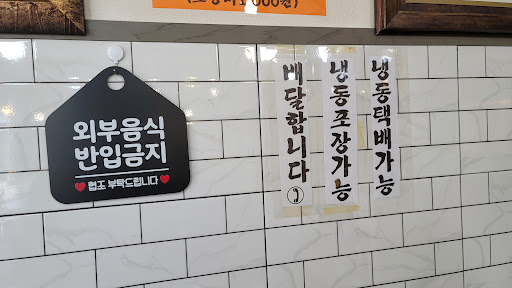 외부음식
반입금지
♥ 협조 부탁드립니다 ♥
배달합니다
냉동포장가능
냉동택배가능